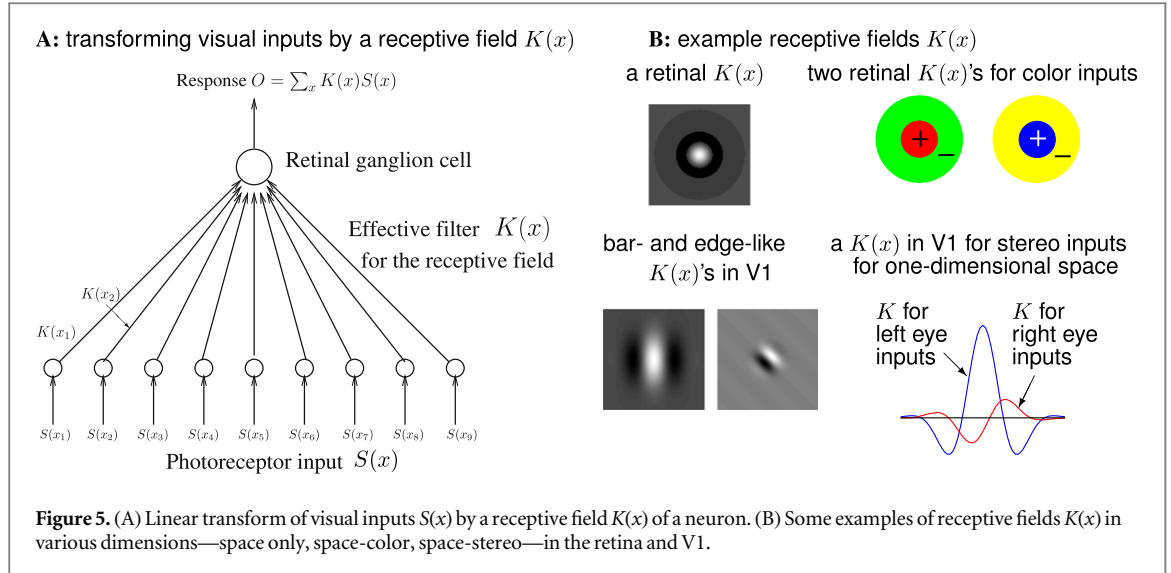 A: transforming visual inputs by a receptive field K(x)
Response O = ∑ₓ K(x)S(x)
Retinal ganglion cell
Effective filter K(x)
for the receptive field
K(x₂)
K(x₁)
S(x₁) S(x₂) S(x₃) S(x₄) S(x₅) S(x₆) S(x₇) S(x₈) S(x₉)
Photoreceptor input S(x)
B: example receptive fields K(x)
a retinal K(x)
two retinal K(x)'s for color inputs
+
−
+
−
bar- and edge-like
K(x)'s in V1
a K(x) in V1 for stereo inputs
for one-dimensional space
K for
left eye
inputs
K for
right eye
inputs
Figure 5. (A) Linear transform of visual inputs S(x) by a receptive field K(x) of a neuron. (B) Some examples of receptive fields K(x) in
various dimensions—space only, space-color, space-stereo—in the retina and V1.